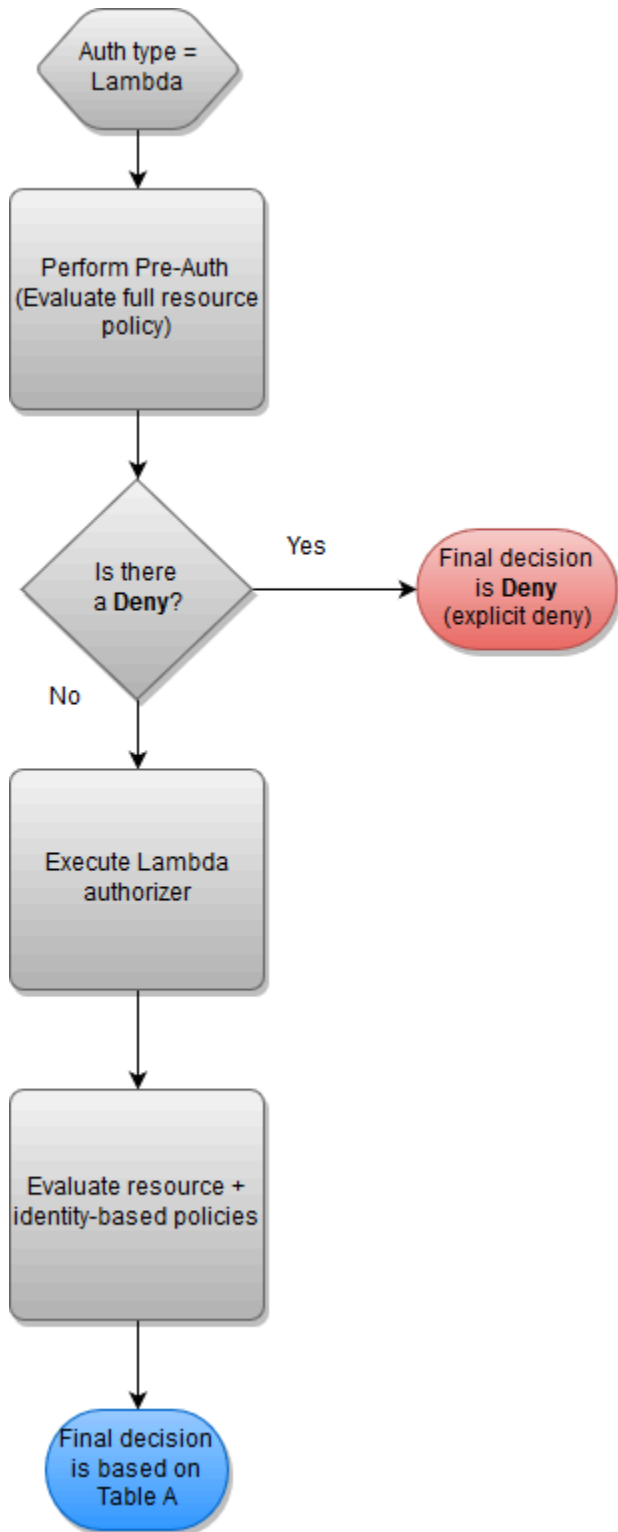 Auth type =
Lambda
Perform Pre-Auth
(Evaluate full resource
policy)
Is there
a Deny?
Yes
Final decision
is Deny
(explicit deny)
No
Execute Lambda
authorizer
Evaluate resource +
identity-based policies
Final decision
is based on
Table A